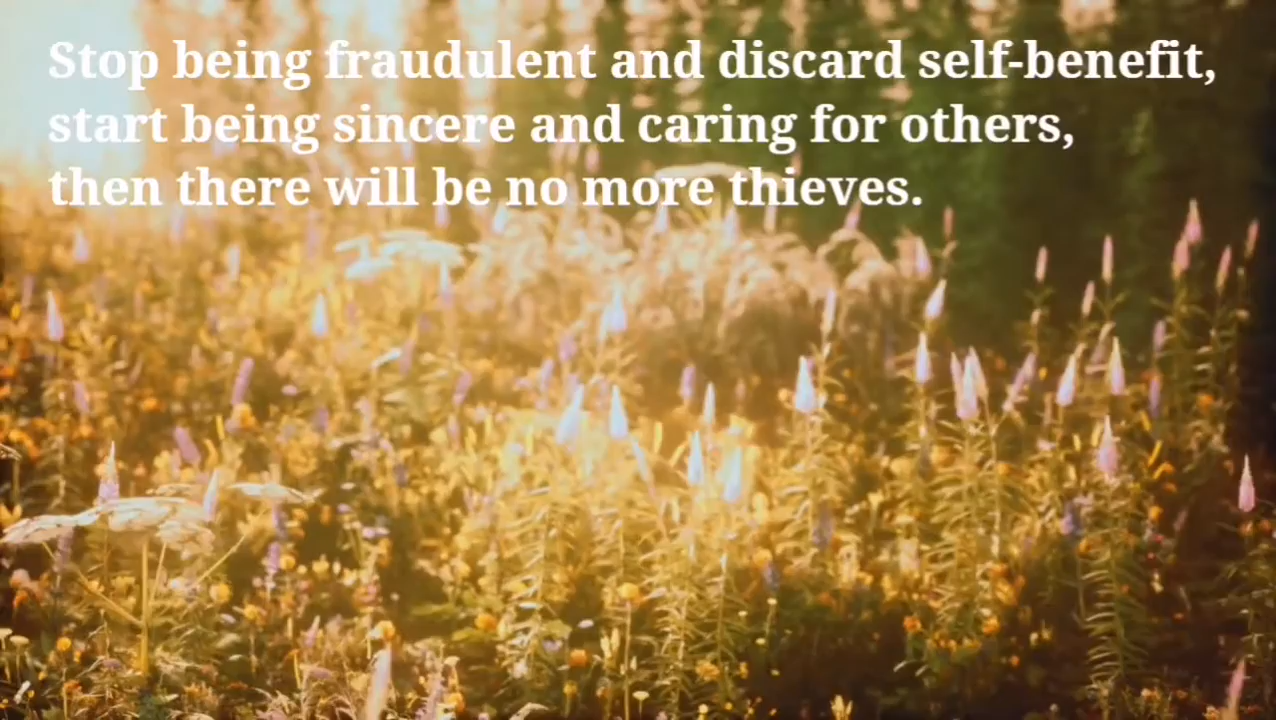 Stop being fraudulent and discard self-benefit,
start being sincere and caring for others,
then there will be no more thieves.